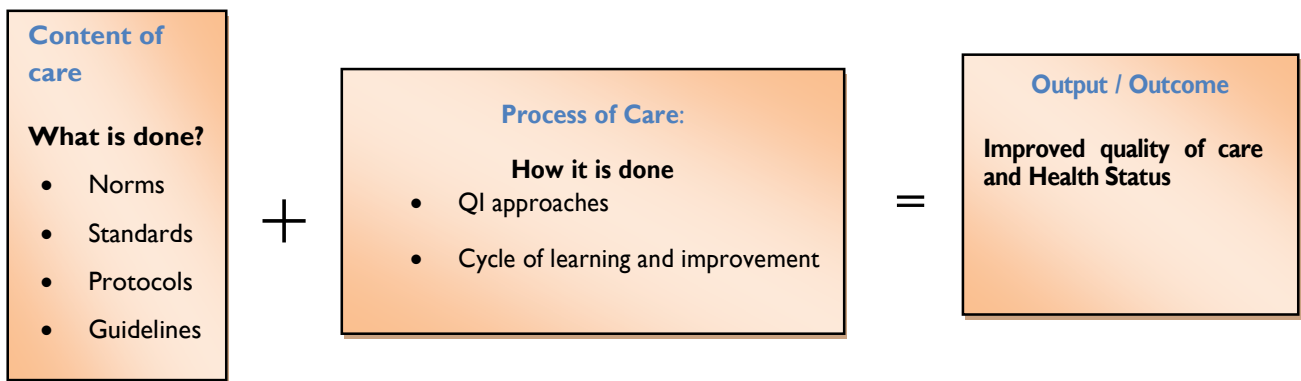 Content of
care
What is done?
• Norms
• Standards
• Protocols
• Guidelines
+
Process of Care:
How it is done
• QI approaches
• Cycle of learning and improvement
=
Output / Outcome
Improved quality of care
and Health Status